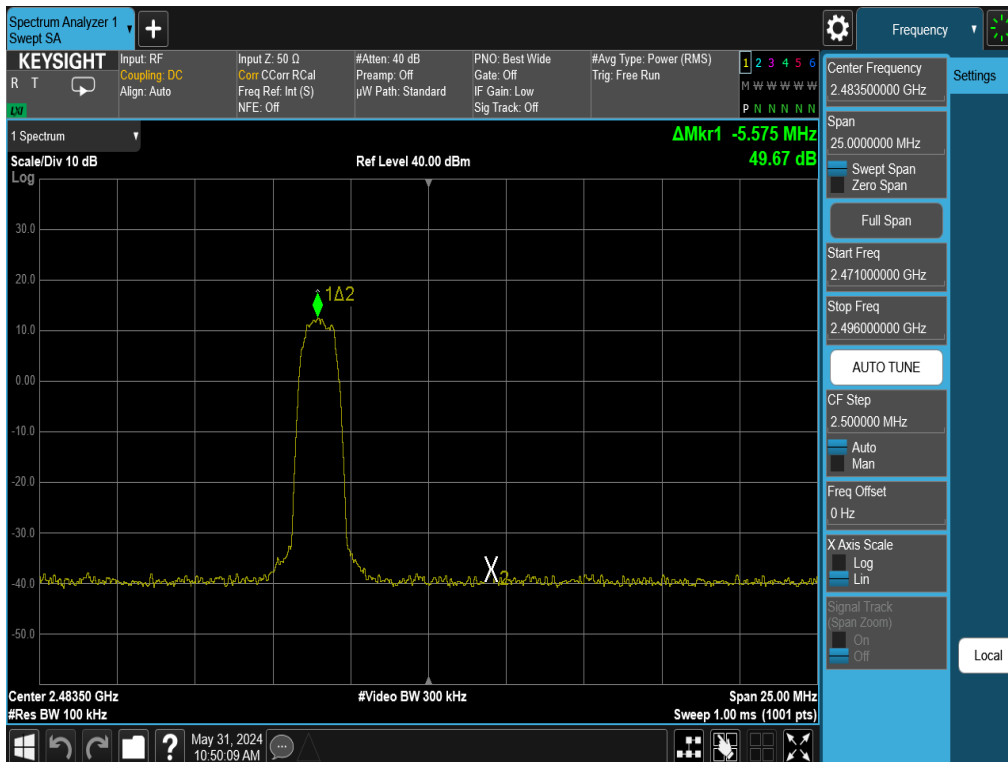 Spectrum Analyzer 1
Swept SA
Frequency
KEYSIGHT
R T
LXI
Input: RF
Coupling: DC
Align: Auto
Input Z: 50 Ω
Corr CCorr RCal
Freq Ref: Int (S)
NFE: Off
#Atten: 40 dB
Preamp: Off
µW Path: Standard
PNO: Best Wide
Gate: Off
IF Gain: Low
Sig Track: Off
#Avg Type: Power (RMS)
Trig: Free Run
1 2 3 4 5 6
M W W W W W
P N N N N N
1 Spectrum
Scale/Div 10 dB
Log
Ref Level 40.00 dBm
ΔMkr1 -5.575 MHz
49.67 dB
30.0
20.0
10.0
0.00
-10.0
-20.0
-30.0
-40.0
-50.0
1Δ2
X2
Center 2.48350 GHz
#Res BW 100 kHz
#Video BW 300 kHz
Span 25.00 MHz
Sweep 1.00 ms (1001 pts)
Center Frequency
2.483500000 GHz
Span
25.0000000 MHz
Swept Span
Zero Span
Full Span
Start Freq
2.471000000 GHz
Stop Freq
2.496000000 GHz
AUTO TUNE
CF Step
2.500000 MHz
Auto
Man
Freq Offset
0 Hz
X Axis Scale
Log
Lin
Signal Track
(Span Zoom)
On
Off
Settings
Local
May 31, 2024
10:50:09 AM